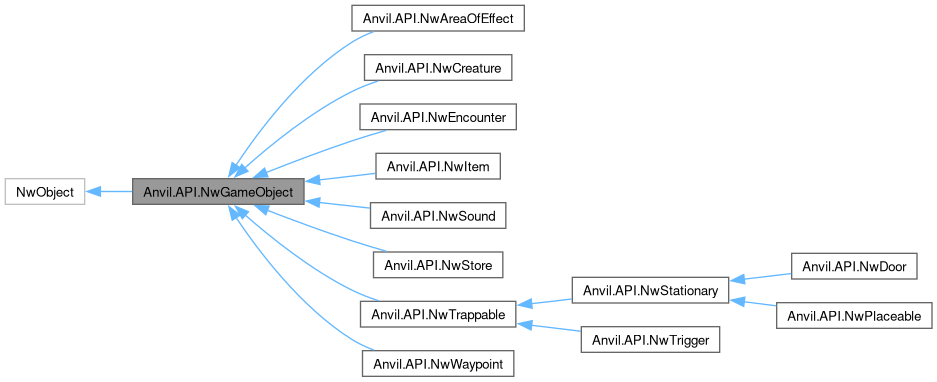 Anvil.API.NwAreaOfEffect
Anvil.API.NwCreature
Anvil.API.NwEncounter
Anvil.API.NwItem
NwObject
Anvil.API.NwGameObject
Anvil.API.NwSound
Anvil.API.NwStore
Anvil.API.NwDoor
Anvil.API.NwStationary
Anvil.API.NwTrappable
Anvil.API.NwPlaceable
Anvil.API.NwTrigger
Anvil.API.NwWaypoint